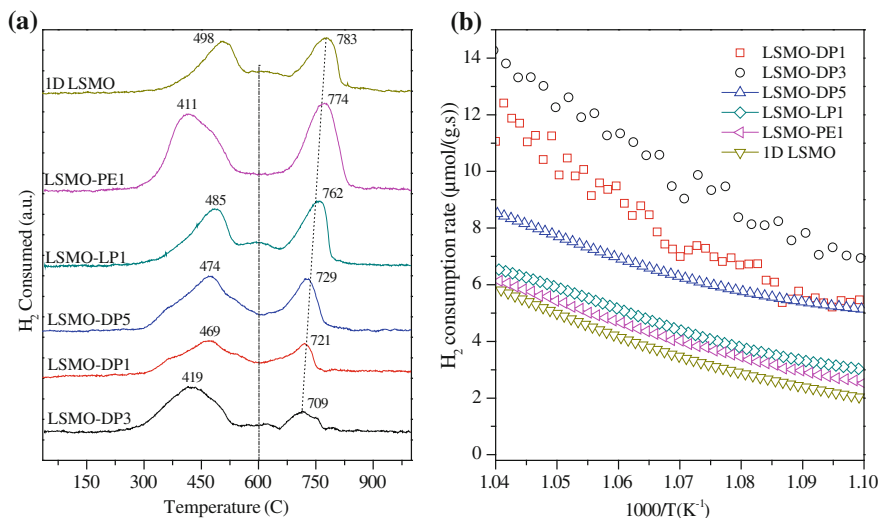 (a)
498
783
1D LSMO
411
774
LSMO-PE1
485
762
LSMO-LP1
474
729
LSMO-DP5
469
721
LSMO-DP1
419
709
LSMO-DP3
H₂ Consumed (a.u.)
150 300 450 600 750 900
Temperature (C)
(b)
LSMO-DP1
LSMO-DP3
LSMO-DP5
LSMO-LP1
LSMO-PE1
1D LSMO
H₂ consumption rate (μmol/(g.s))
14
12
10
8
6
4
2
0
1.04 1.05 1.06 1.07 1.08 1.09 1.10
1000/T(K⁻¹)